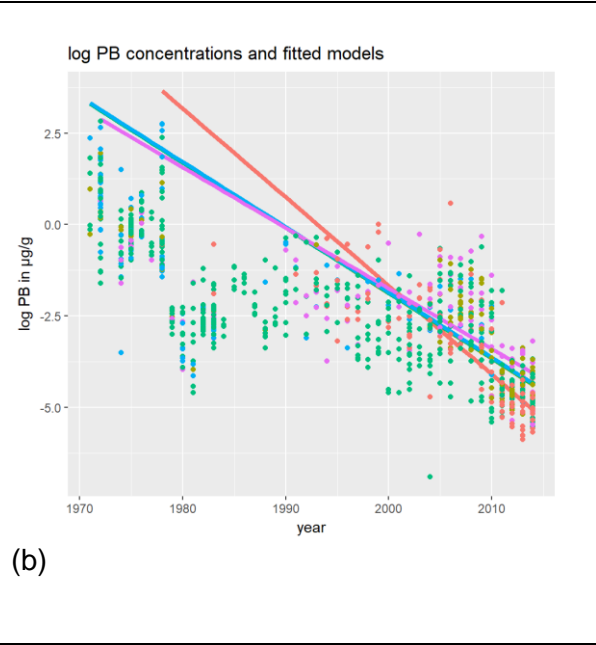 log PB concentrations and fitted models
2.5
0.0
-2.5
-5.0
log PB in µg/g
1970 1980 1990 2000 2010
year
(b)